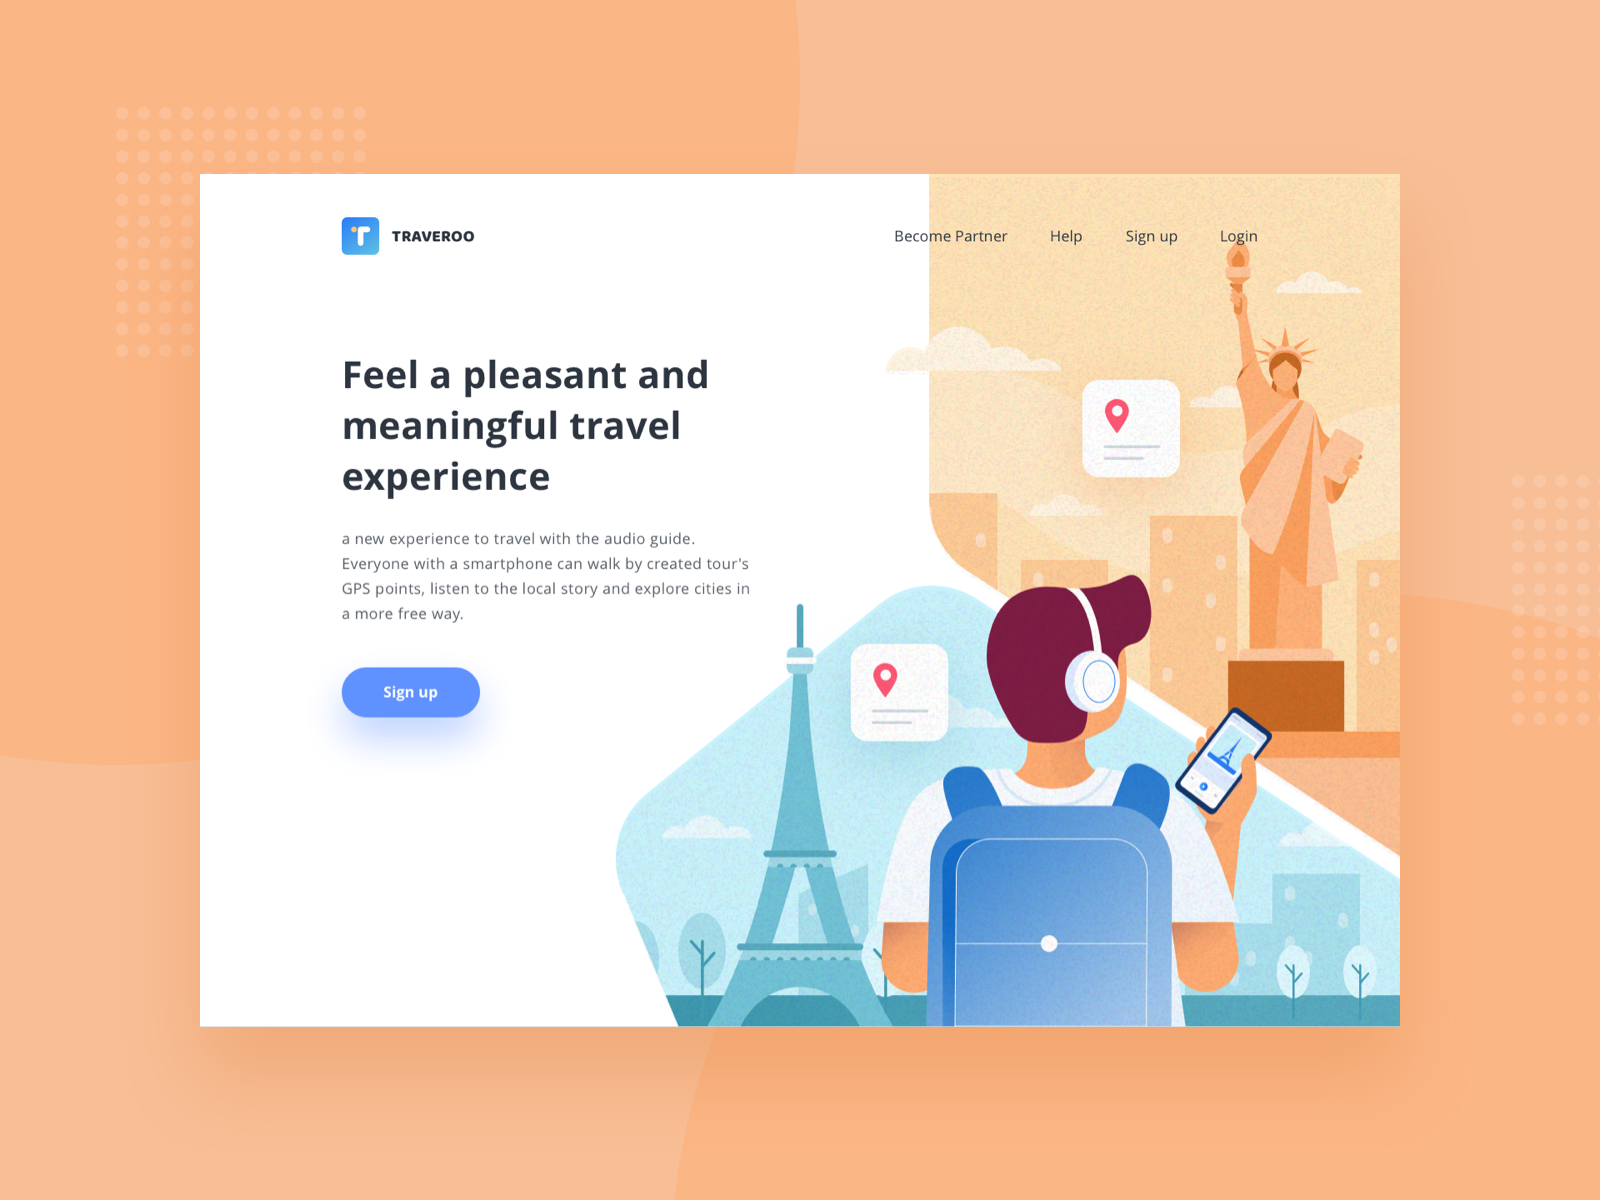 TRAVEROO
Become Partner
Help
Sign up
Login
Feel a pleasant and
meaningful travel
experience
a new experience to travel with the audio guide.
Everyone with a smartphone can walk by created tour's
GPS points, listen to the local story and explore cities in
a more free way.
Sign up